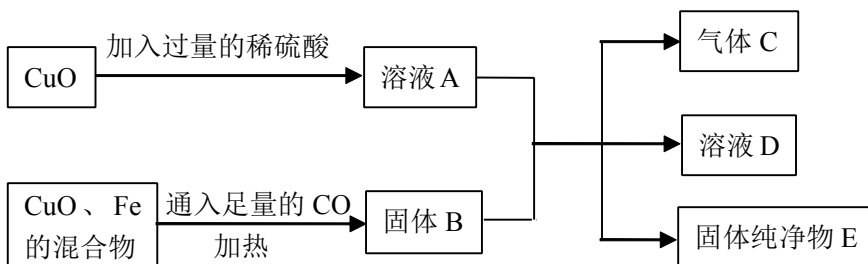 CuO
加入过量的稀硫酸
溶液 A
气体 C
溶液 D
CuO 、 Fe
的混合物
通入足量的 CO
加热
固体 B
固体纯净物 E